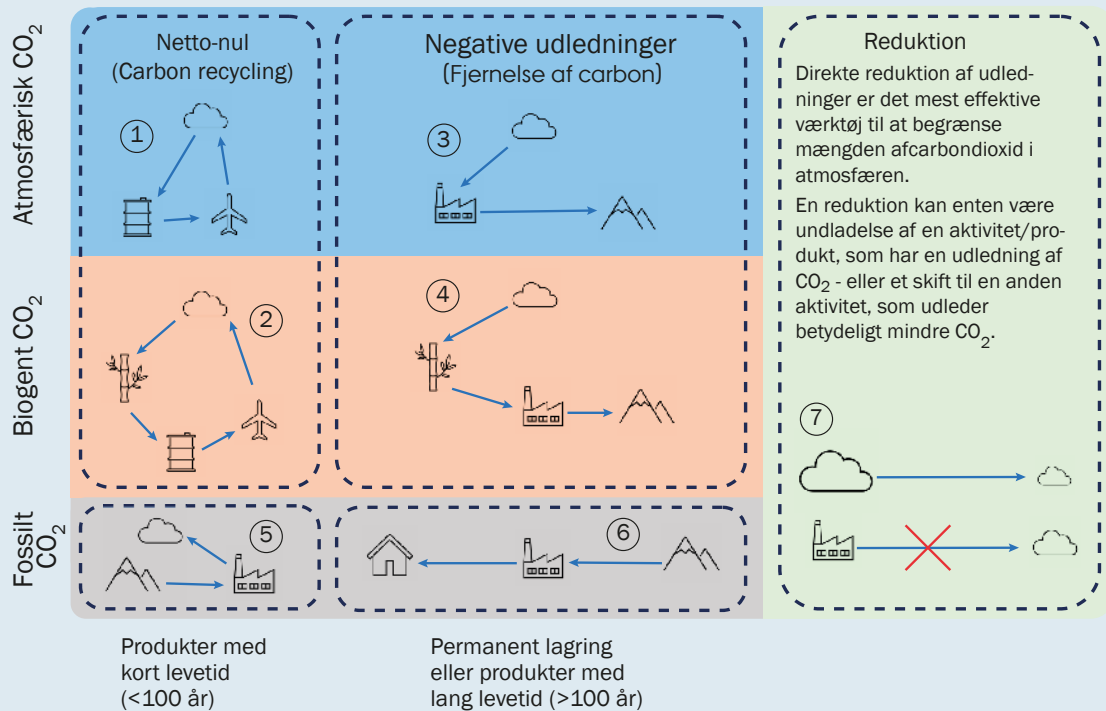 Atmosfærisk CO2
Biogent CO2
Fossilt
CO2
Netto-nul
(Carbon recycling)
1
2
Negative udledninger
(Fjernelse af carbon)
3
4
5
6
Produkter med
kort levetid
(<100 år)
Permanent lagring
eller produkter med
lang levetid (>100 år)
Reduktion
Direkte reduktion af udled-
ninger er det mest effektive
værktøj til at begrænse
mængden afcarbondioxid i
atmosfæren.
En reduktion kan enten være
undladelse af en aktivitet/pro-
dukt, som har en udledning af
CO2 - eller et skift til en anden
aktivitet, som udleder
betydeligt mindre CO2.
7